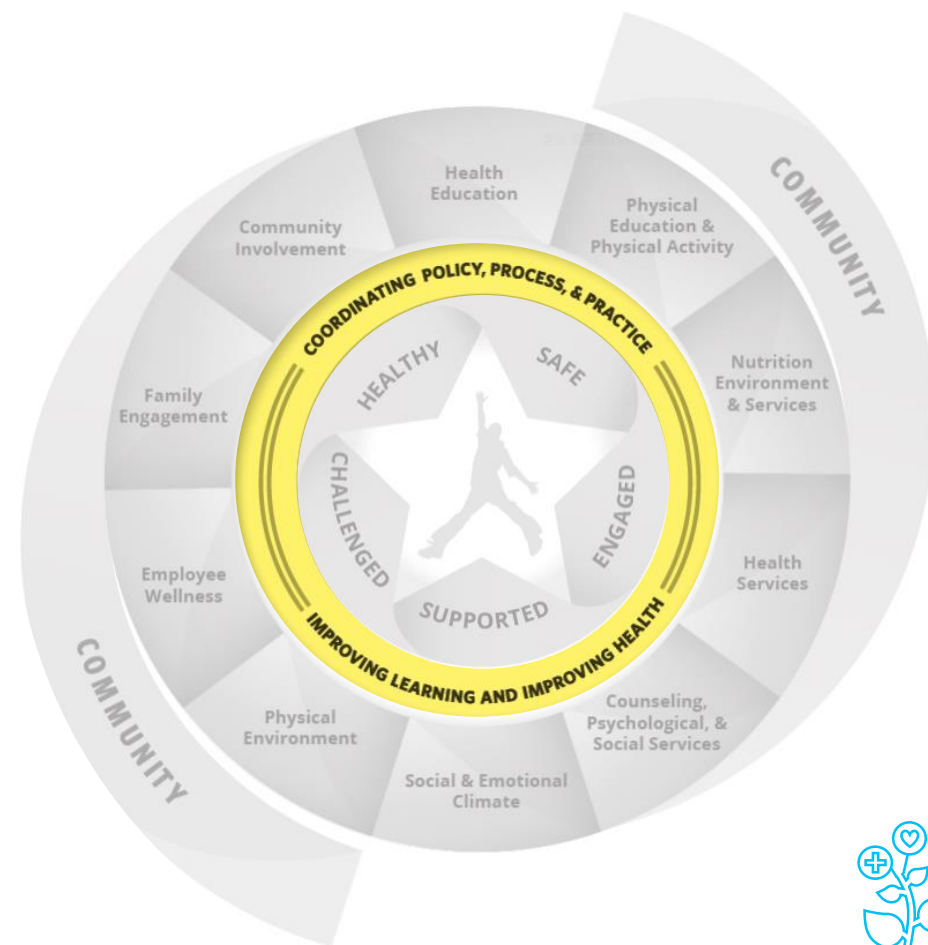 COMMUNITY
Health
Education
Physical
Education &
Physical Activity
Nutrition
Environment
& Services
Health
Services
Counseling,
Psychological, &
Social Services
Social & Emotional
Climate
Physical
Environment
Employee
Wellness
Family
Engagement
Community
Involvement
COORDINATING POLICY, PROCESS, & PRACTICE
IMPROVING LEARNING AND IMPROVING HEALTH
HEALTHY
SAFE
ENGAGED
SUPPORTED
CHALLENGED
COMMUNITY